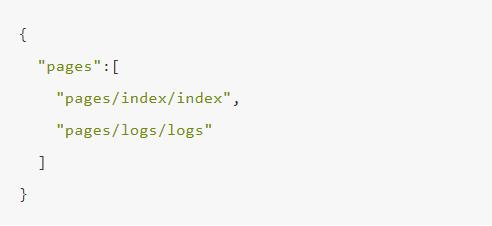 {
  "pages":[
    "pages/index/index",
    "pages/logs/logs"
  ]
}